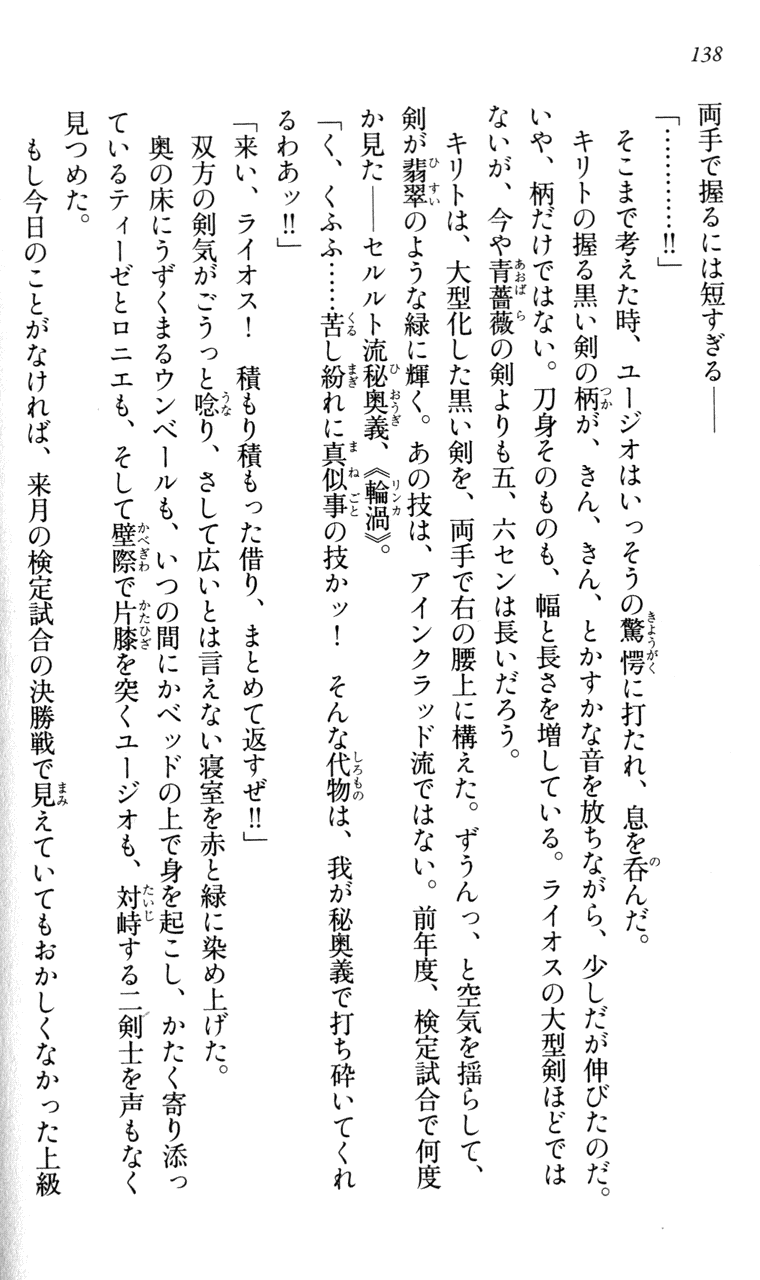 138
両手で握るには短すぎる――
「…………!!」
そこまで考えた時、ユージオはいっそうの驚愕に打たれ、息を呑んだ。
キリトの握る黒い剣の柄が、きん、きん、とかすかな音を放ちながら、少しだが伸びたのだ。
いや、柄だけではない。刀身そのものも、幅と長さを増している。ライオスの大型剣ほどでは
ないが、今や青薔薇の剣よりも五、六センは長いだろう。
キリトは、大型化した黒い剣を、両手で右の腰上に構えた。ずうんっ、と空気を揺らして、
剣が翡翠のような緑に輝く。あの技は、アインクラッド流ではない。前年度、検定試合で何度
か見た――セルルト流秘奥義、《輪渦》。
「く、くふふ……苦し紛れに真似事の技かッ！　そんな代物は、我が秘奥義で打ち砕いてくれ
るわあッ!!」
「来い、ライオス！　積もり積もった借り、まとめて返すぜ!!」
双方の剣気がごうっと唸り、さして広いとは言えない寝室を赤と緑に染め上げた。
奥の床にうずくまるウンベールも、いつの間にかベッドの上で身を起こし、かたく寄り添っ
ているティーゼとロニエも、そして壁際で片膝を突くユージオも、対峙する二剣士を声もなく
見つめた。
もし今日のことがなければ、来月の検定試合の決勝戦で見えていてもおかしくなかった上級